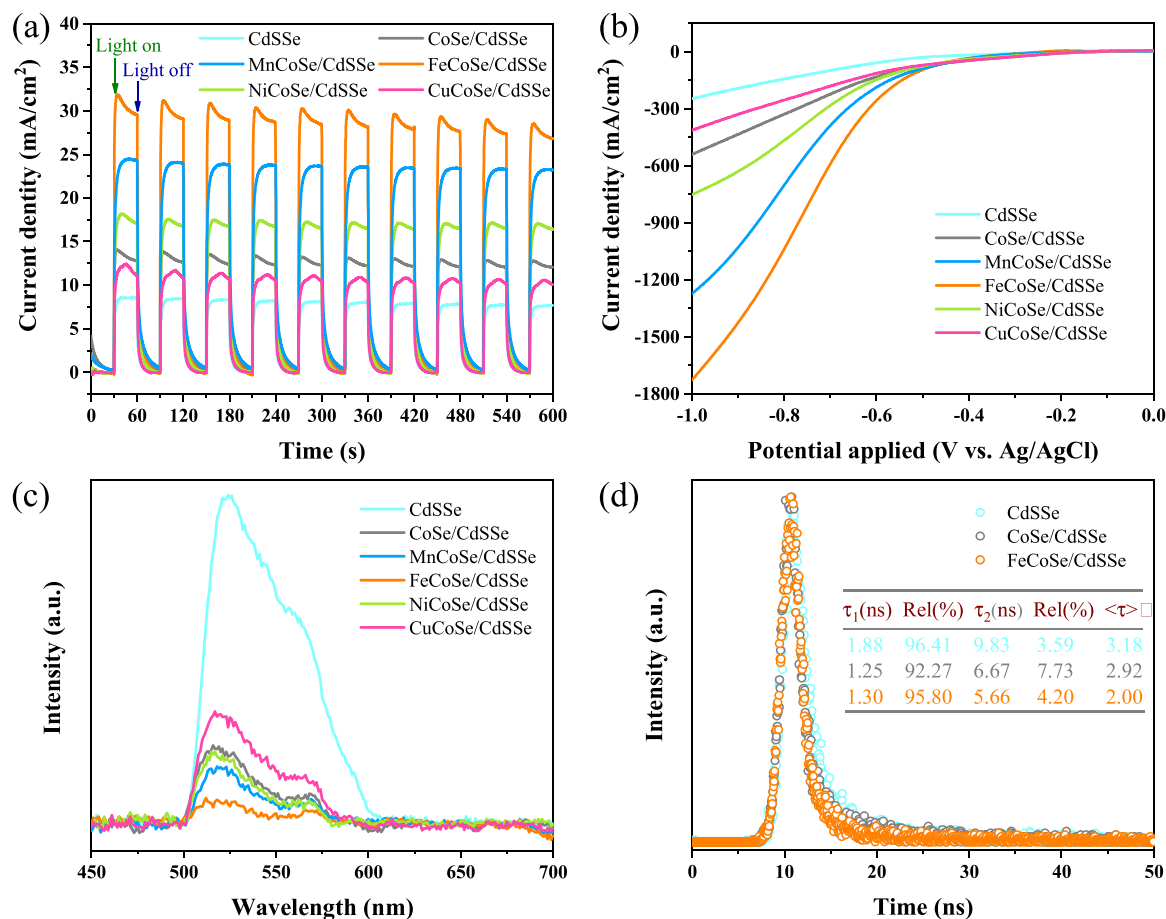 (a)
40
35
30
25
20
15
10
5
0
Current dentity (mA/cm²)
CdSSe
CoSe/CdSSe
MnCoSe/CdSSe
FeCoSe/CdSSe
NiCoSe/CdSSe
CuCoSe/CdSSe
Light on
Light off
0 60 120 180 240 300 360 420 480 540 600
Time (s)
(b)
0
-300
-600
-900
-1200
-1500
-1800
Current dentity (mA/cm²)
CdSSe
CoSe/CdSSe
MnCoSe/CdSSe
FeCoSe/CdSSe
NiCoSe/CdSSe
CuCoSe/CdSSe
-1.0 -0.8 -0.6 -0.4 -0.2 0.0
Potential applied (V vs. Ag/AgCl)
(c)
Intensity (a.u.)
CdSSe
CoSe/CdSSe
MnCoSe/CdSSe
FeCoSe/CdSSe
NiCoSe/CdSSe
CuCoSe/CdSSe
450 500 550 600 650 700
Wavelength (nm)
(d)
Intensity (a.u.)
CdSSe
CoSe/CdSSe
FeCoSe/CdSSe
τ₁(ns) Rel(%) τ₂(ns) Rel(%) <τ>□
1.88 96.41 9.83 3.59 3.18
1.25 92.27 6.67 7.73 2.92
1.30 95.80 5.66 4.20 2.00
0 10 20 30 40 50
Time (ns)